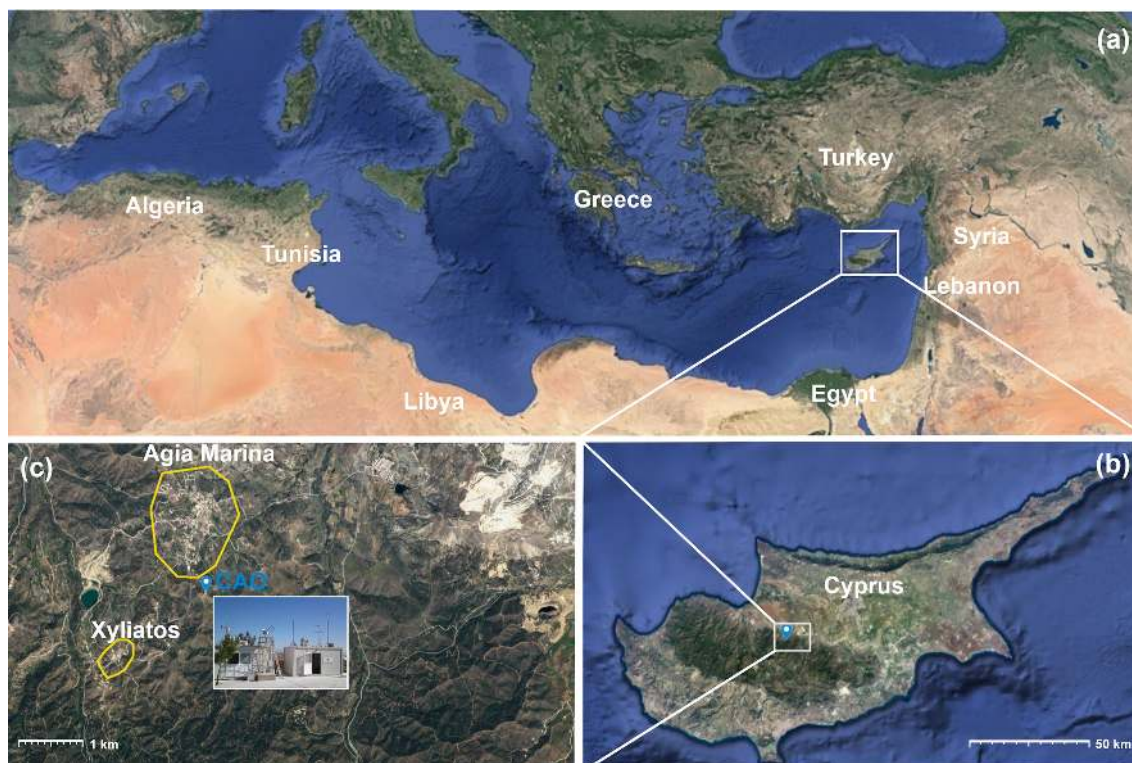 (a)
Turkey
Greece
Algeria
Syria
Tunisia
Lebanon
Egypt
Libya
(c)
Agia Marina
CAO
Xyliatos
1 km
(b)
Cyprus
50 km